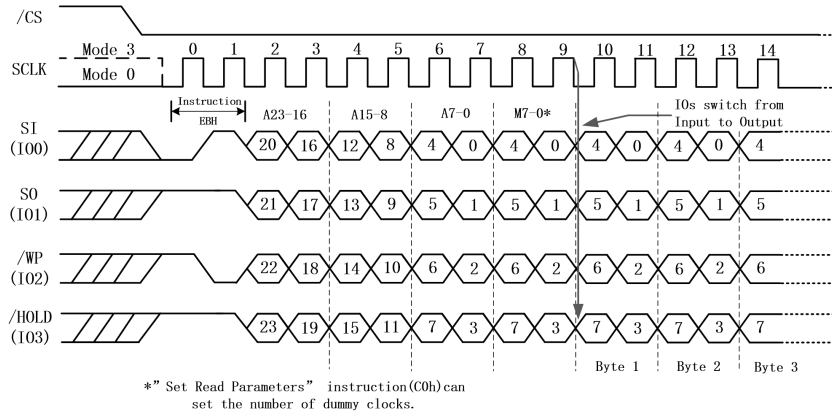 /CS
Mode 3 0 1 2 3 4 5 6 7 8 9 10 11 12 13 14
SCLK
Mode 0
Instruction
EBH
A23-16 A15-8 A7-0 M7-0*
IOs switch from
Input to Output
SI
(IO0)
20 16 12 8 4 0 4 0 4 0 4 0 4
SO
(IO1)
21 17 13 9 5 1 5 1 5 1 5 1 5
/WP
(IO2)
22 18 14 10 6 2 6 2 6 2 6 2 6
/HOLD
(IO3)
23 19 15 11 7 3 7 3 7 3 7 3 7
Byte 1 Byte 2 Byte 3
*” Set Read Parameters” instruction(C0h)can
set the number of dummy clocks.